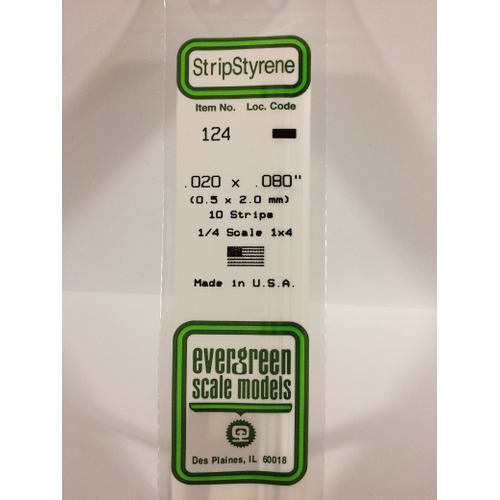 StripStyrene
Item No. Loc. Code
124
.020 x .080"
(0.5 x 2.0 mm)
10 Strips
1/4 Scale 1x4
Made in U.S.A.
evergreen
scale models
Des Plaines, IL 60018